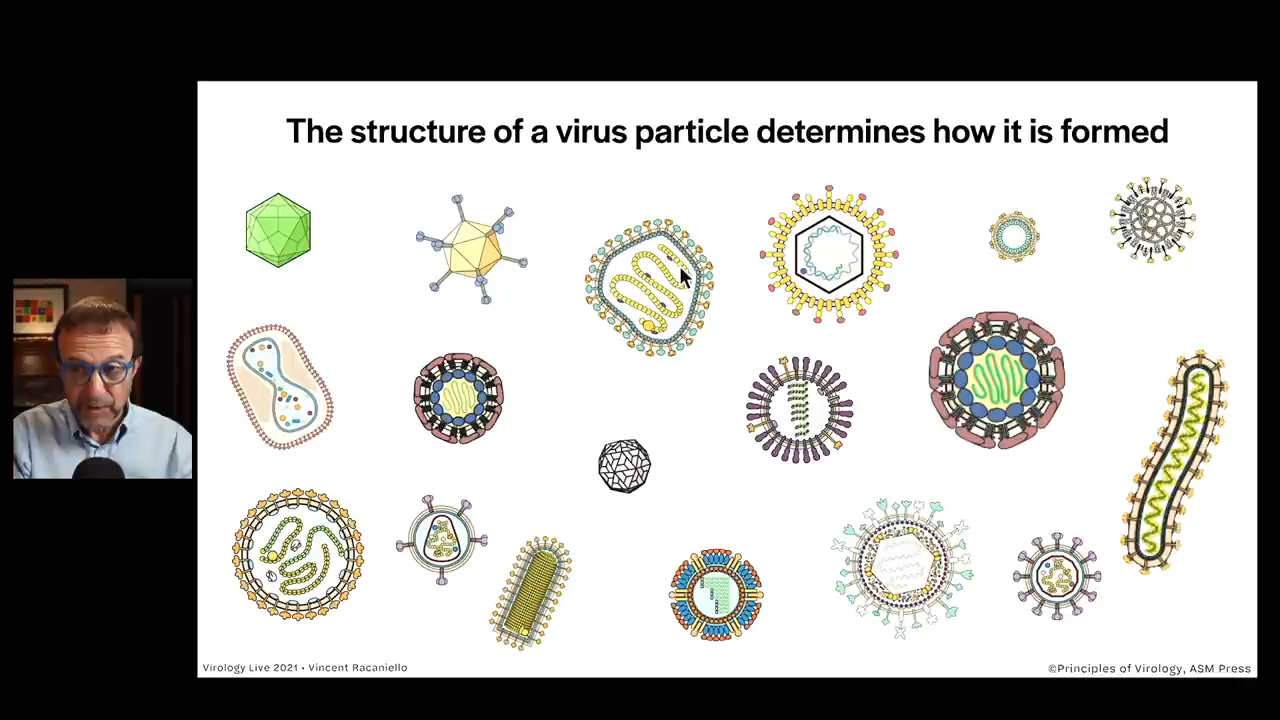 The structure of a virus particle determines how it is formed
Virology Live 2021 • Vincent Racaniello
©Principles of Virology, ASM Press